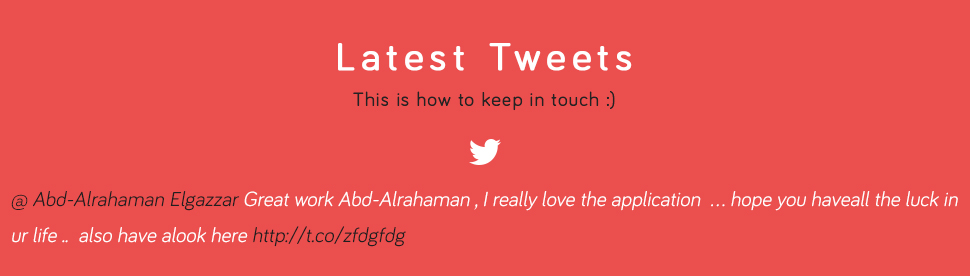 Latest Tweets
This is how to keep in touch :)
@ Abd-Alrahaman Elgazzar Great work Abd-Alrahaman , I really love the application  ... hope you haveall the luck in
ur life ..  also have alook here http://t.co/zfdgfdg